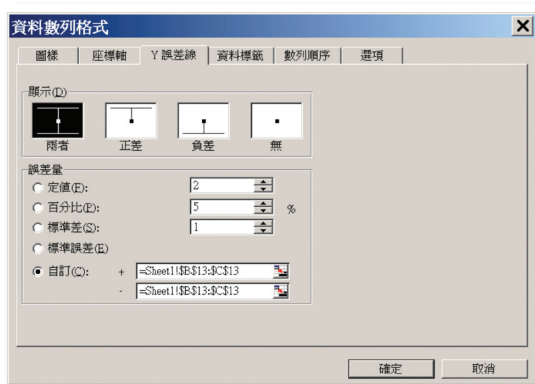 資料數列格式
圖樣 座標軸 Y 誤差線 資料標籤 數列順序 選項
顯示(D)
兩者 正差 負差 無
誤差量
定值(F): 2
百分比(P): 5 %
標準差(S): 1
標準誤差(E)
自訂(C): + =Sheet1!$B$13:$C$13
- =Sheet1!$B$13:$C$13
確定 取消